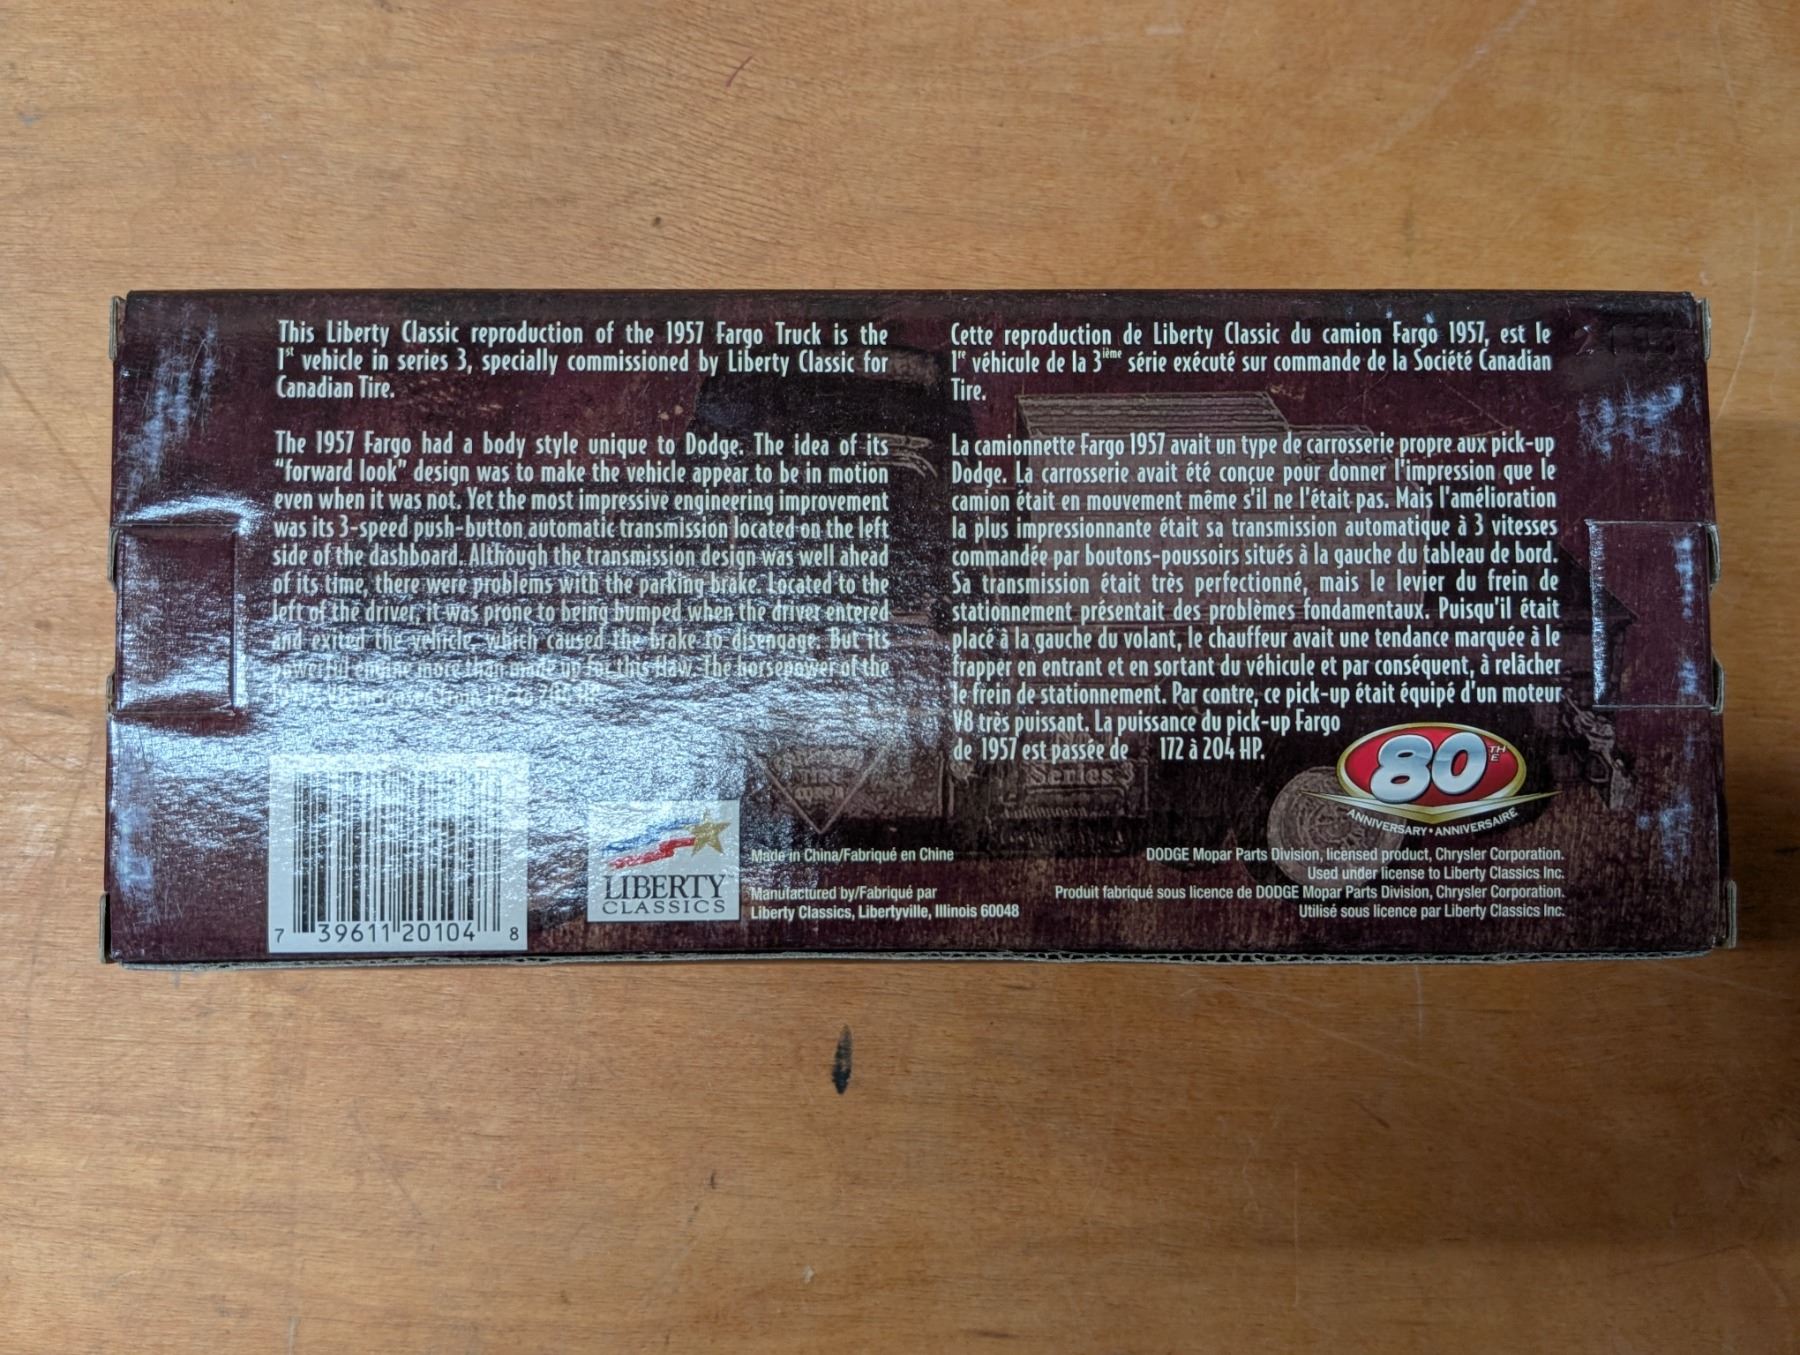 This Liberty Classic reproduction of the 1957 Fargo Truck is the
1st vehicle in series 3, specially commissioned by Liberty Classic for
Canadian Tire.
The 1957 Fargo had a body style unique to Dodge. The idea of its
“forward look” design was to make the vehicle appear to be in motion
even when it was not. Yet the most impressive engineering improvement
was its 3-speed push-button automatic transmission located on the left
side of the dashboard. Although the transmission design was well ahead
of its time, there were problems with the parking brake. Located to the
left of the driver, it was prone to being bumped when the driver entered
and exited the vehicle, which caused the brake to disengage. But its
powerful engine more than made up for this flaw. The horsepower of the
V8 increased from 172 to 204 HP.
Cette reproduction de Liberty Classic du camion Fargo 1957, est le
1re véhicule de la 3ième série exécuté sur commande de la Société Canadian
Tire.
La camionnette Fargo 1957 avait un type de carrosserie propre aux pick-up
Dodge. La carrosserie avait été conçue pour donner l'impression que le
camion était en mouvement même s'il ne l'était pas. Mais l'amélioration
la plus impressionnante était sa transmission automatique à 3 vitesses
commandée par boutons-poussoirs situés à la gauche du tableau de bord.
Sa transmission était très perfectionné, mais le levier du frein de
stationnement présentait des problèmes fondamentaux. Puisqu'il était
placé à la gauche du volant, le chauffeur avait une tendance marquée à le
frapper en entrant et en sortant du véhicule et par conséquent, à relâcher
le frein de stationnement. Par contre, ce pick-up était équipé d'un moteur
V8 très puissant. La puissance du pick-up Fargo
de 1957 est passée de 172 à 204 HP.
80 TH E
ANNIVERSARY • ANNIVERSAIRE
Series 3
7 39611 20104 8
LIBERTY
CLASSICS
Made in China/Fabriqué en Chine
Manufactured by/Fabriqué par
Liberty Classics, Libertyville, Illinois 60048
DODGE Mopar Parts Division, licensed product, Chrysler Corporation.
Used under license to Liberty Classics Inc.
Produit fabriqué sous licence de DODGE Mopar Parts Division, Chrysler Corporation.
Utilisé sous licence par Liberty Classics Inc.